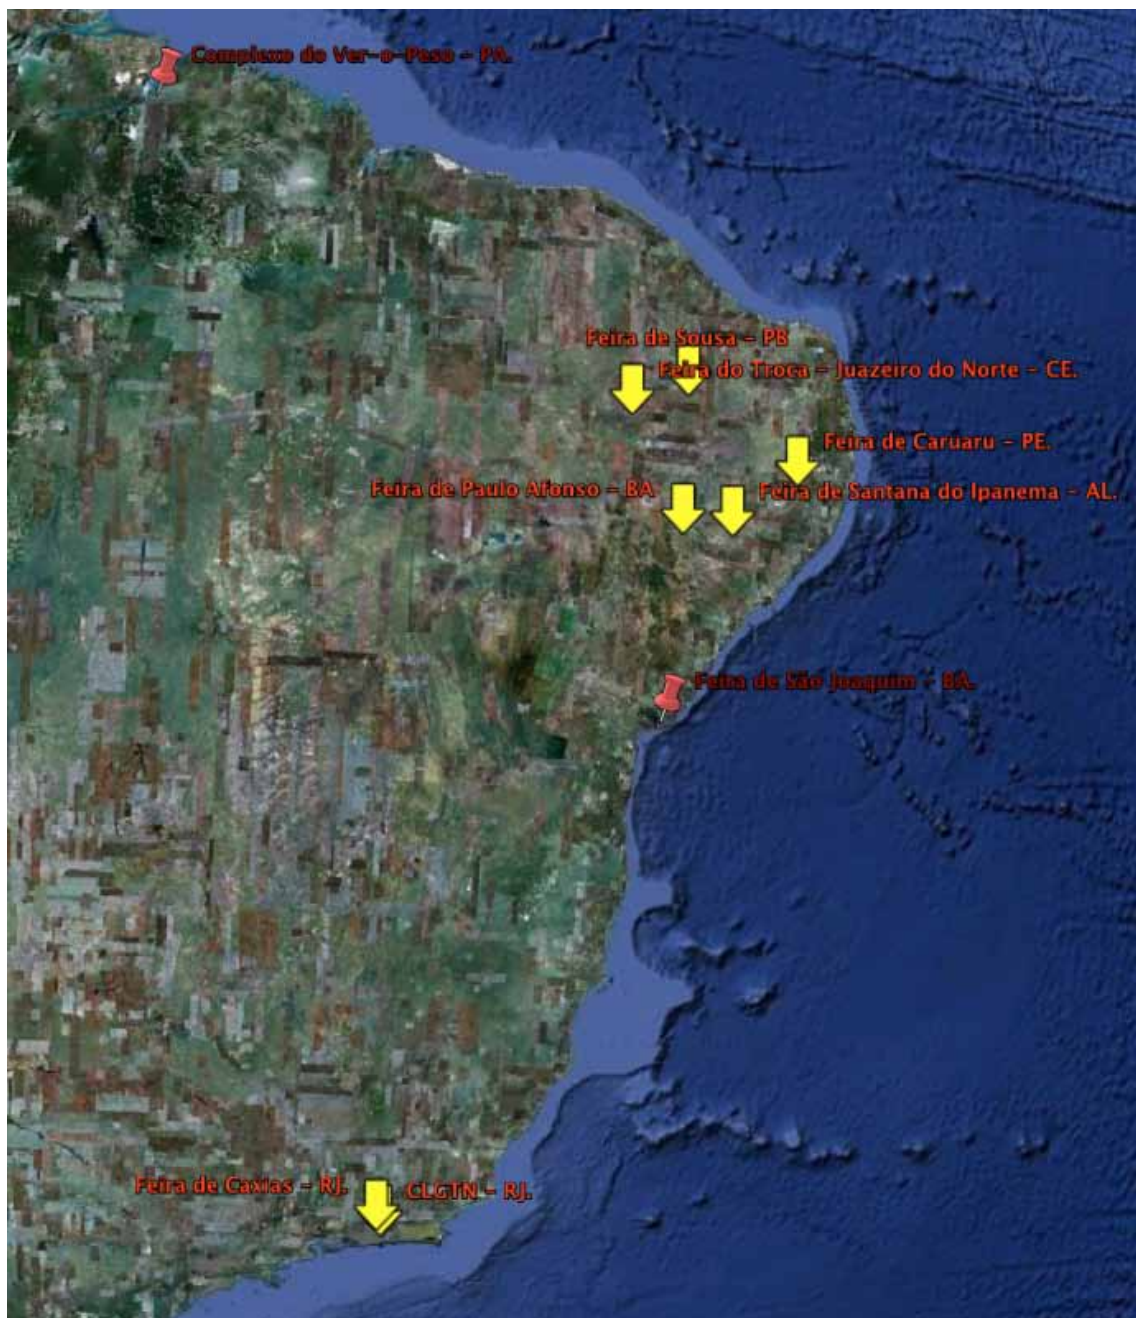 Complexo do Ver-o-Peso - PA.
Feira de Sousa - PB
Feira do Troca - Juazeiro do Norte - CE.
Feira de Caruaru - PE.
Feira de Paulo Afonso - BA.
Feira de Santana do Ipanema - AL.
Feira de São Joaquim - BA.
Feira de Caxias - RJ.
CLGTN - RJ.